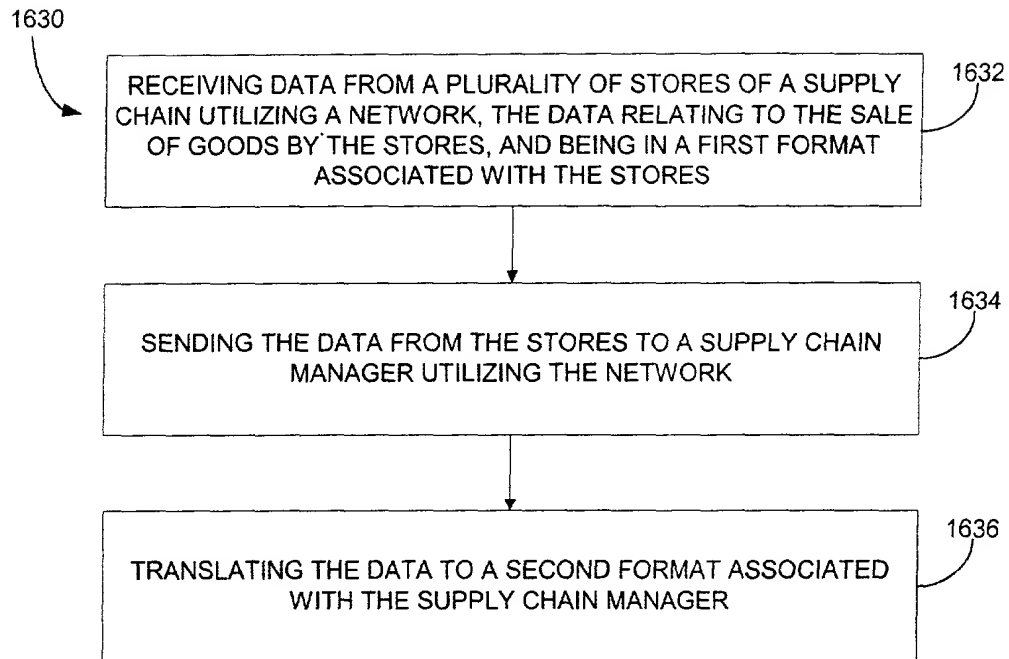 1630
1632
RECEIVING DATA FROM A PLURALITY OF STORES OF A SUPPLY
CHAIN UTILIZING A NETWORK, THE DATA RELATING TO THE SALE
OF GOODS BY THE STORES, AND BEING IN A FIRST FORMAT
ASSOCIATED WITH THE STORES
1634
SENDING THE DATA FROM THE STORES TO A SUPPLY CHAIN
MANAGER UTILIZING THE NETWORK
1636
TRANSLATING THE DATA TO A SECOND FORMAT ASSOCIATED
WITH THE SUPPLY CHAIN MANAGER